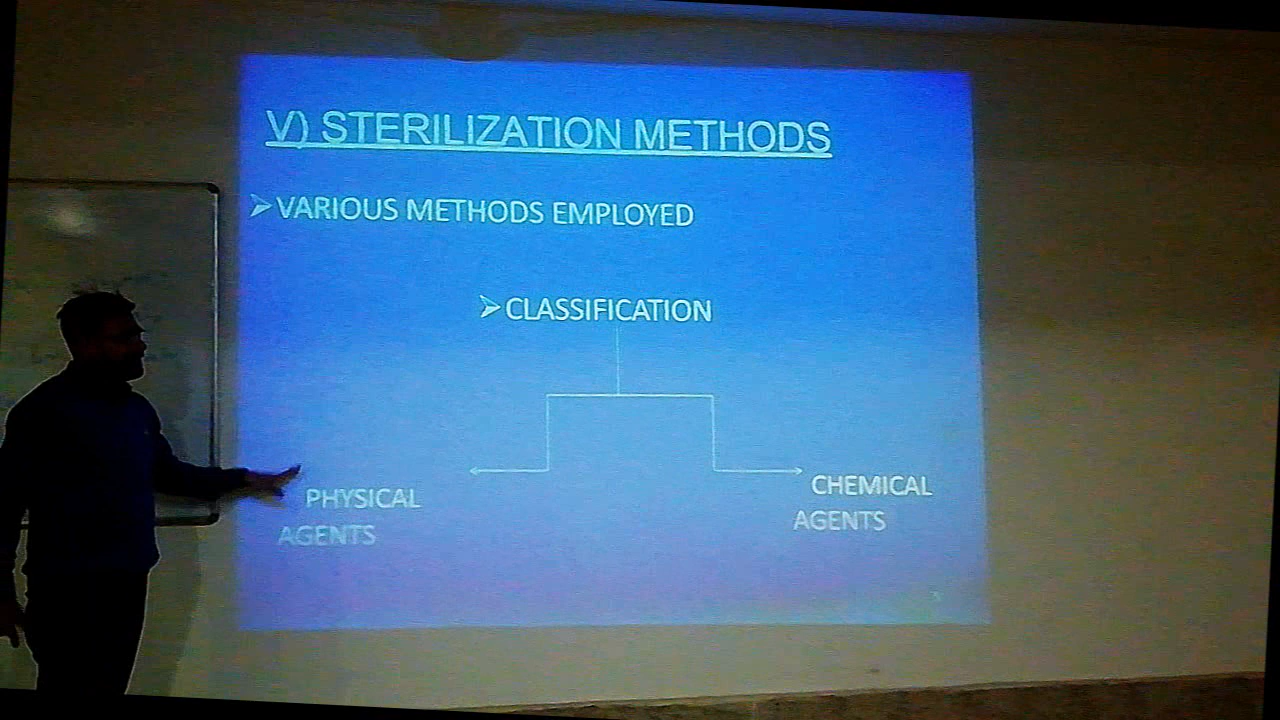 V) STERILIZATION METHODS
➢VARIOUS METHODS EMPLOYED
➢CLASSIFICATION
PHYSICAL
AGENTS
CHEMICAL
AGENTS